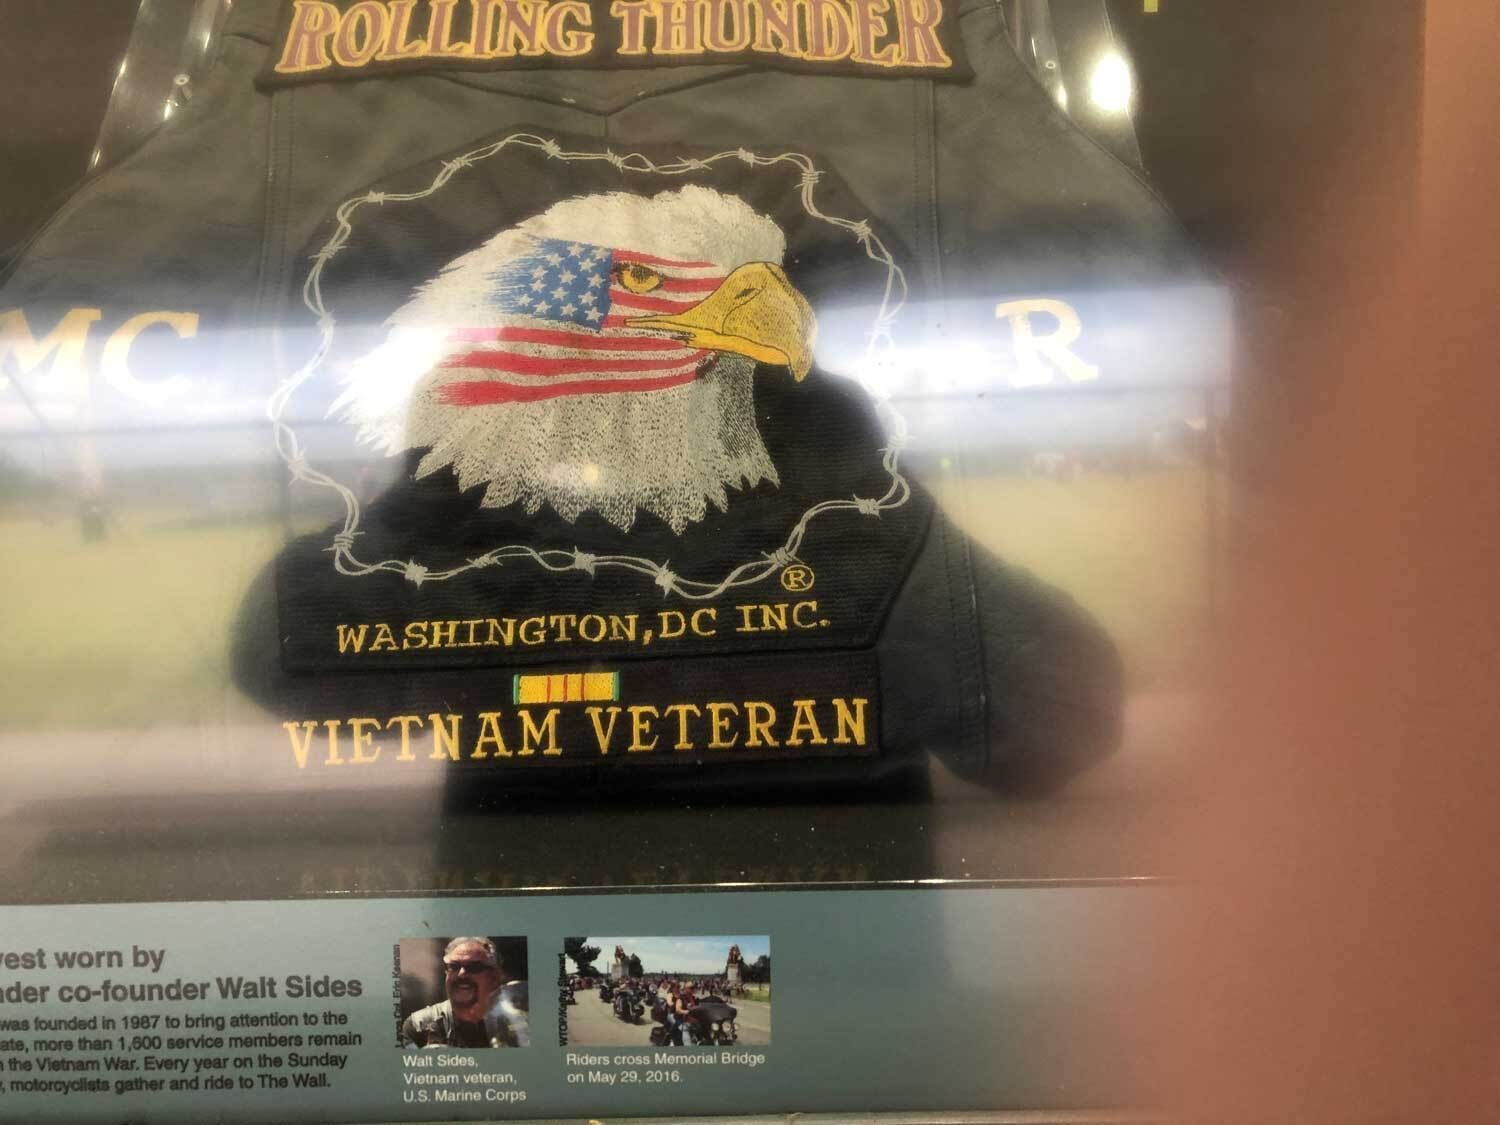 ROLLING THUNDER
MC
R
®
WASHINGTON, DC INC.
VIETNAM VETERAN
est worn by
der co-founder Walt Sides
was founded in 1987 to bring attention to the
ate, more than 1,600 service members remain
the Vietnam War. Every year on the Sunday
, motorcyclists gather and ride to The Wall.
Walt Sides,
Vietnam veteran,
U.S. Marine Corps
Riders cross Memorial Bridge
on May 29, 2016.